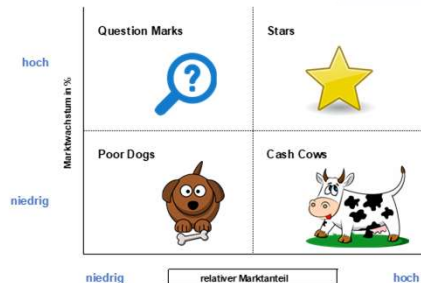 Question Marks
Stars
hoch
?
Marktwachstum in %
Poor Dogs
Cash Cows
niedrig
niedrig
relativer Marktanteil
hoch